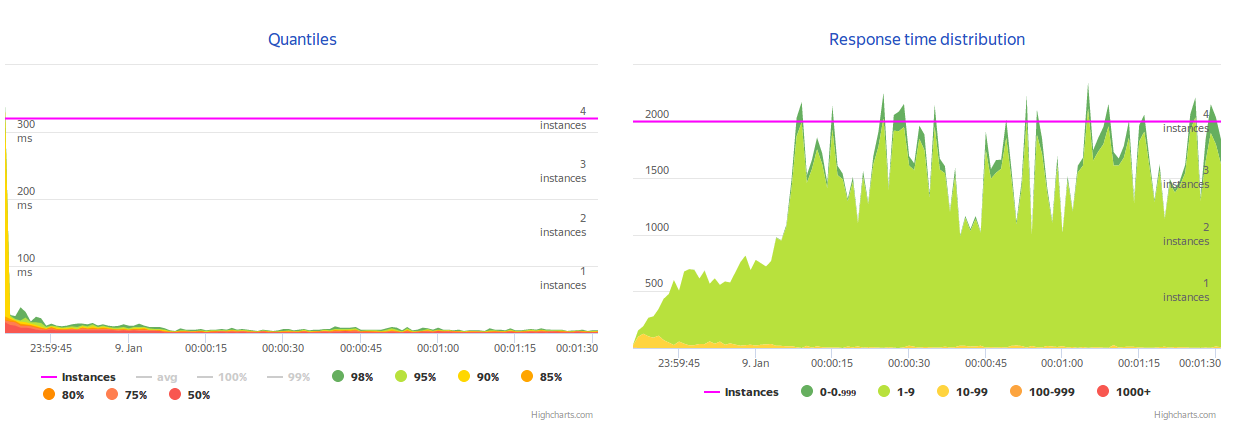 Quantiles
300
ms
200
ms
100
ms
4
instances
3
instances
2
instances
1
instances
23:59:45
9. Jan
00:00:15
00:00:30
00:00:45
00:01:00
00:01:15
00:01:30
Instances
avg
100%
99%
98%
95%
90%
85%
80%
75%
50%
Highcharts.com
Response time distribution
2000
1500
1000
500
4
instances
3
instances
2
instances
1
instances
23:59:45
9. Jan
00:00:15
00:00:30
00:00:45
00:01:00
00:01:15
00:01:30
Instances
0-0.999
1-9
10-99
100-999
1000+
Highcharts.com